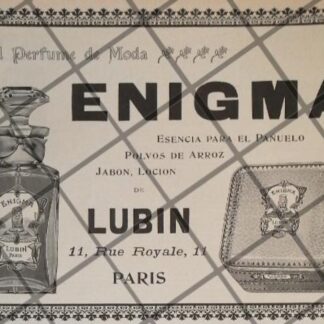 l Perfume de Moda
ENIGMA
ESENCIA PARA EL PAÑUELO
POLVOS DE ARROZ
JABON, LOCION
DE
LUBIN
11, Rue Royale, 11
PARIS
ENIGMA
LUBIN
PARIS
ENIGMA
LUBIN